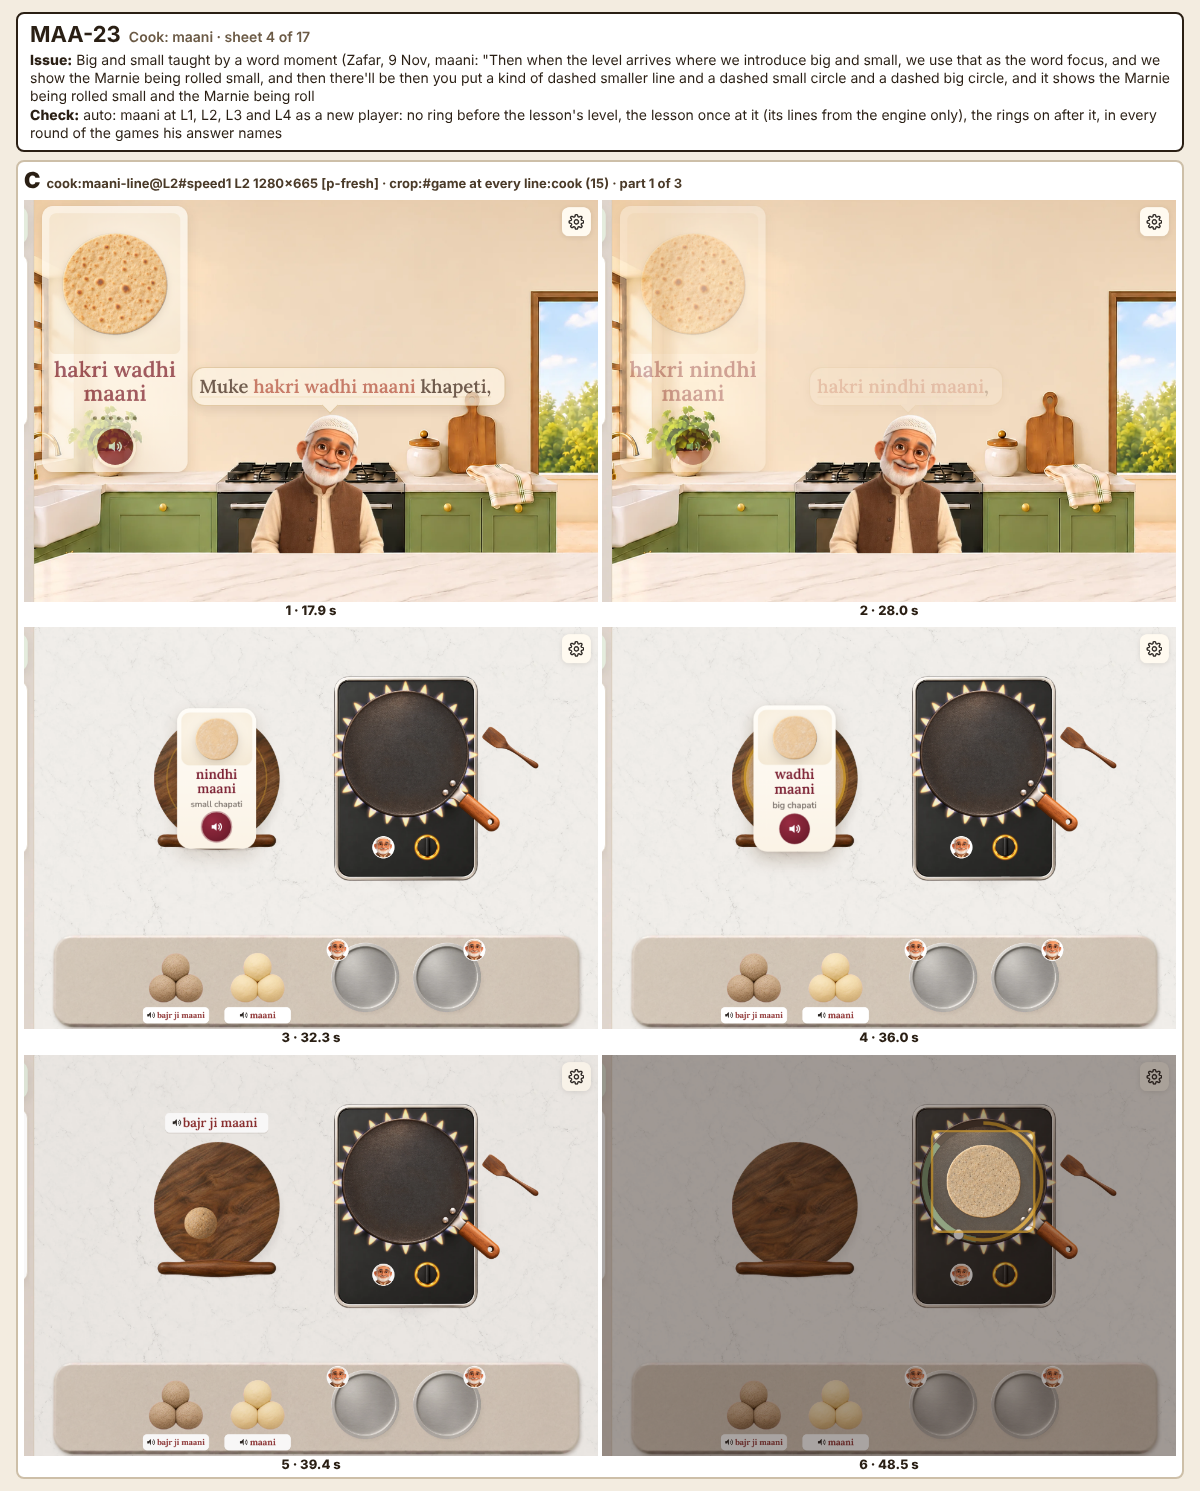 MAA-23 Cook: maani · sheet 4 of 17
Issue: Big and small taught by a word moment (Zafar, 9 Nov, maani: "Then when the level arrives where we introduce big and small, we use that as the word focus, and we
show the Marnie being rolled small, and then there'll be then you put a kind of dashed smaller line and a dashed small circle and a dashed big circle, and it shows the Marnie
being rolled small and the Marnie being roll
Check: auto: maani at L1, L2, L3 and L4 as a new player: no ring before the lesson's level, the lesson once at it (its lines from the engine only), the rings on after it, in every
round of the games his answer names
C cook:maani-line@L2#speed1 L2 1280×665 [p-fresh] · crop:#game at every line:cook (15) · part 1 of 3
hakri wadhi
maani
Muke hakri wadhi maani khapeti,
1 · 17.9 s
hakri nindhi
maani
hakri nindhi maani,
2 · 28.0 s
nindhi
maani
small chapati
bajr ji maani
maani
3 · 32.3 s
wadhi
maani
big chapati
bajr ji maani
maani
4 · 36.0 s
bajr ji maani
bajr ji maani
maani
5 · 39.4 s
bajr ji maani
maani
6 · 48.5 s